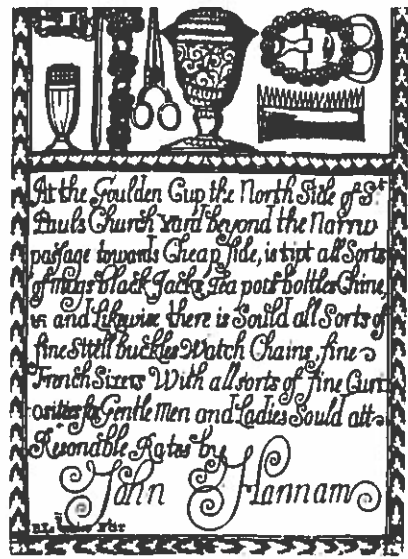 At the Goulden Cup the North Side of St
Pauls Church Yard beyond the Narrw
passage towards Cheap side, is tipt all Sorts
of mugs black Jacks, Tea pots bottles Chine,
and Likwise there is Sould all Sorts of
fine Steell buckles Watch Chains, fine
French Sizers With all sorts of fine Curi
osities for Gentle Men and Ladies Sould att
Resonable Rates by
John Hannam